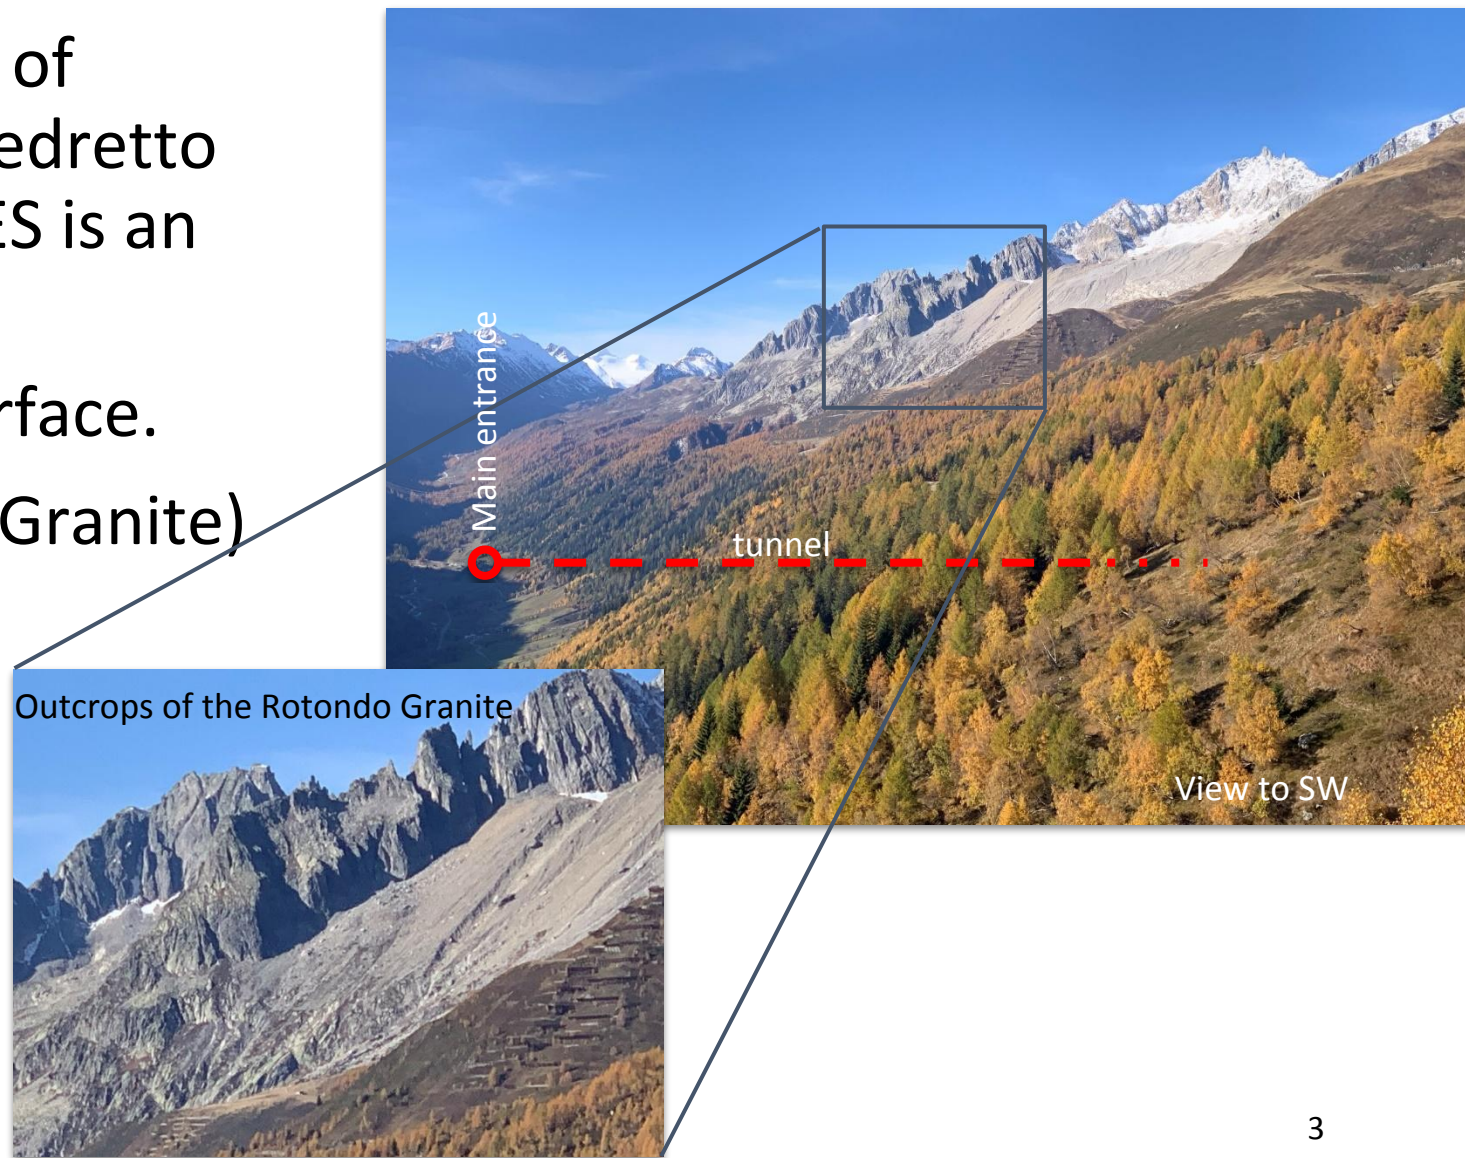 of
edretto
ES is an
rface.
Granite)
Main entrance
tunnel
View to SW
Outcrops of the Rotondo Granite
3